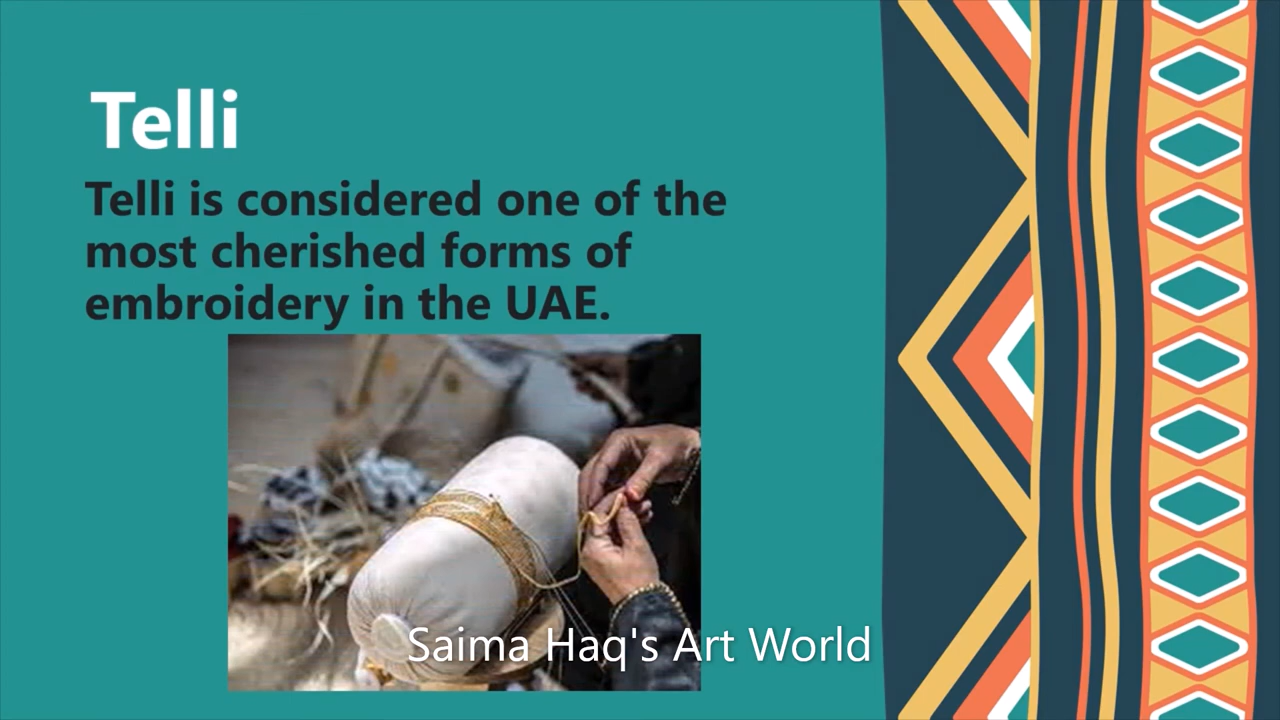 Telli
Telli is considered one of the
most cherished forms of
embroidery in the UAE.
Saima Haq's Art World